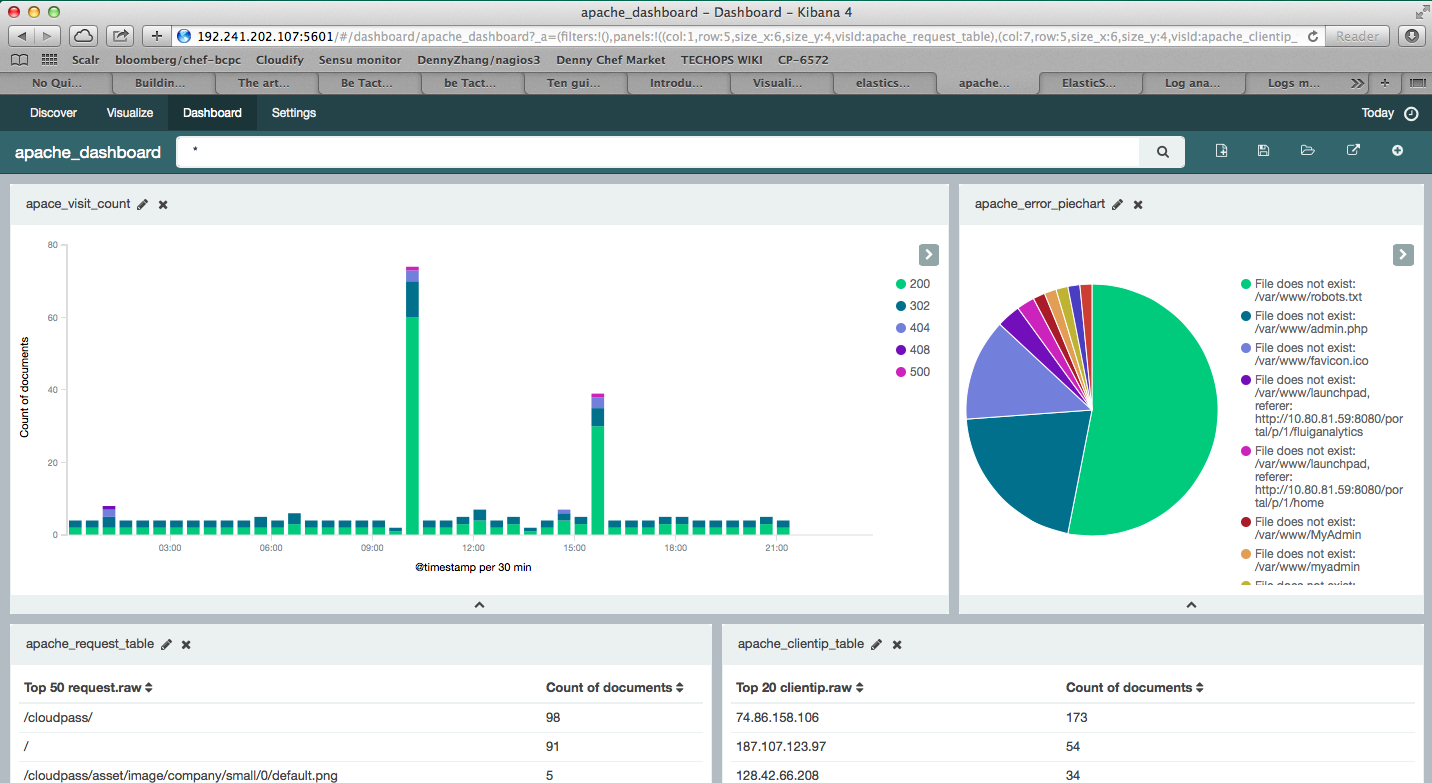 apache_dashboard – Dashboard – Kibana 4
192.241.202.107:5601/#/dashboard/apache_dashboard?_a=(filters:!(),panels:!((col:1,row:5,size_x:6,size_y:4,visId:apache_request_table),(col:7,row:5,size_x:6,size_y:4,visId:apache_clientip_
Reader
Scalr bloomberg/chef-bcpc Cloudify Sensu monitor DennyZhang/nagios3 Denny Chef Market TECHOPS WIKI CP-6572
No Qui... Buildin... The art... Be Tact... be Tact... Ten gui... Introdu... Visuali... elastics... apache... ElasticS... Log ana... Logs m...
Discover Visualize Dashboard Settings Today
apache_dashboard *
apace_visit_count
80
60
40
20
0
Count of documents
03:00 06:00 09:00 12:00 15:00 18:00 21:00
@timestamp per 30 min
200
302
404
408
500
apache_error_piechart
File does not exist:
/var/www/robots.txt
File does not exist:
/var/www/admin.php
File does not exist:
/var/www/favicon.ico
File does not exist:
/var/www/launchpad,
referer:
http://10.80.81.59:8080/por
tal/p/1/fluiganalytics
File does not exist:
/var/www/launchpad,
referer:
http://10.80.81.59:8080/por
tal/p/1/home
File does not exist:
/var/www/MyAdmin
File does not exist:
/var/www/myadmin
File does not exist:
apache_request_table
Top 50 request.raw Count of documents
/cloudpass/ 98
/ 91
/cloudpass/asset/image/company/small/0/default.png 5
apache_clientip_table
Top 20 clientip.raw Count of documents
74.86.158.106 173
187.107.123.97 54
128.42.66.208 34